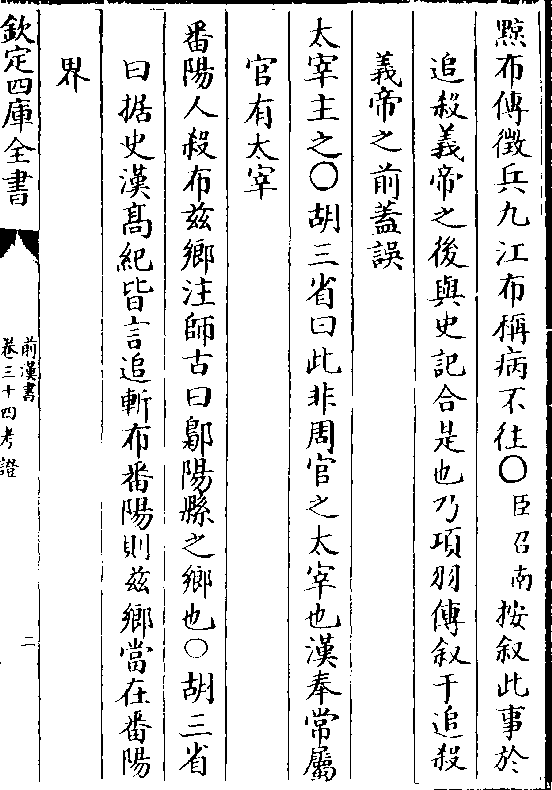 黥布傳徵兵九江布稱病不往〇臣召南按叙此事於
追殺義帝之後與史記合是也乃項羽傳叙于追殺
義帝之前蓋誤
太宰主之〇胡三省曰此非周官之太宰也漢奉常屬
官有太宰
番陽人殺布兹鄉注師古曰鄡陽縣之鄉也〇胡三省
曰据史漢髙紀皆言追斬布番陽則兹鄉當在番陽
界
欽定四庫全書
前漢書
卷三十四考證
二